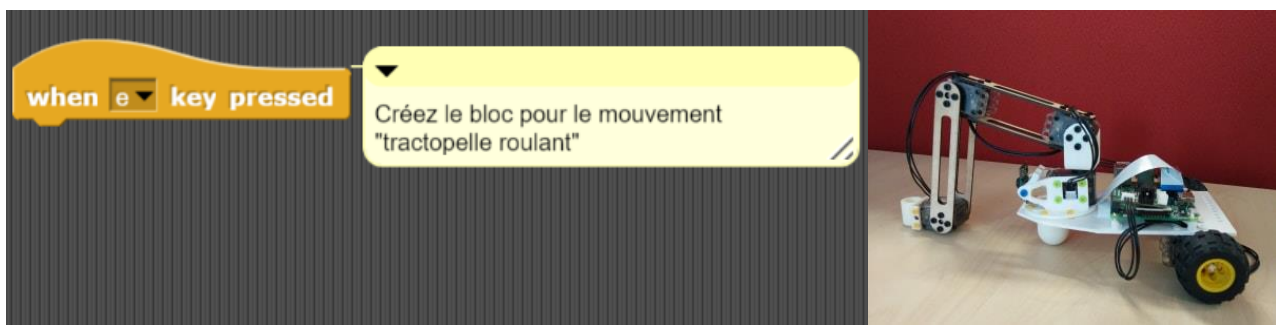 when e key pressed
Créez le bloc pour le mouvement
"tractopelle roulant"